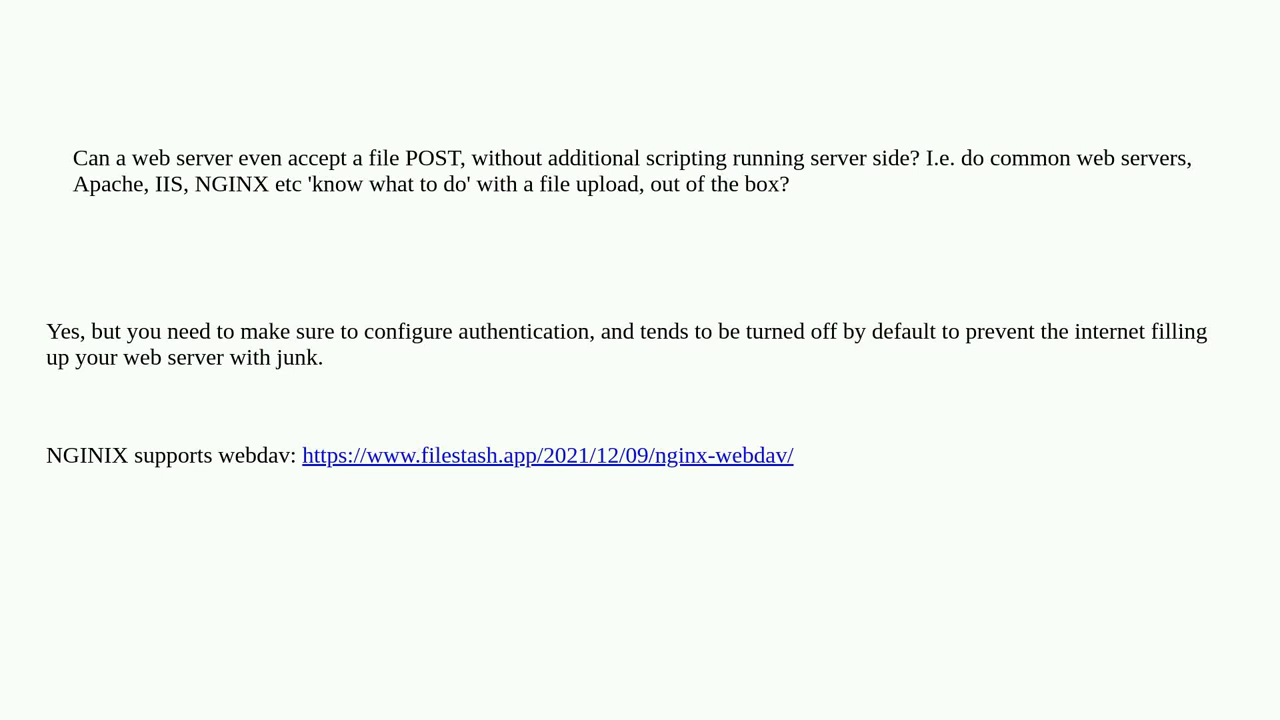 Can a web server even accept a file POST, without additional scripting running server side? I.e. do common web servers,
Apache, IIS, NGINX etc 'know what to do' with a file upload, out of the box?
Yes, but you need to make sure to configure authentication, and tends to be turned off by default to prevent the internet filling
up your web server with junk.
NGINIX supports webdav: https://www.filestash.app/2021/12/09/nginx-webdav/